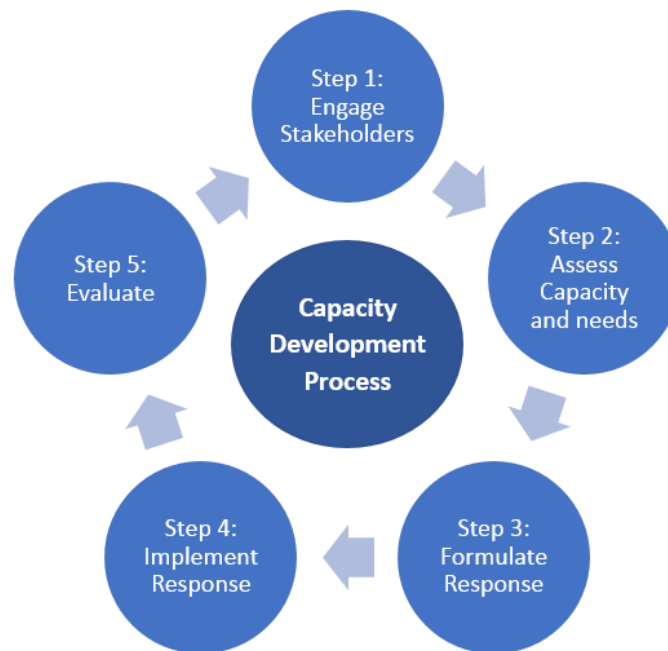 Step 1:
Engage
Stakeholders
Step 2:
Assess
Capacity
and needs
Step 3:
Formulate
Response
Step 4:
Implement
Response
Step 5:
Evaluate
Capacity
Development
Process